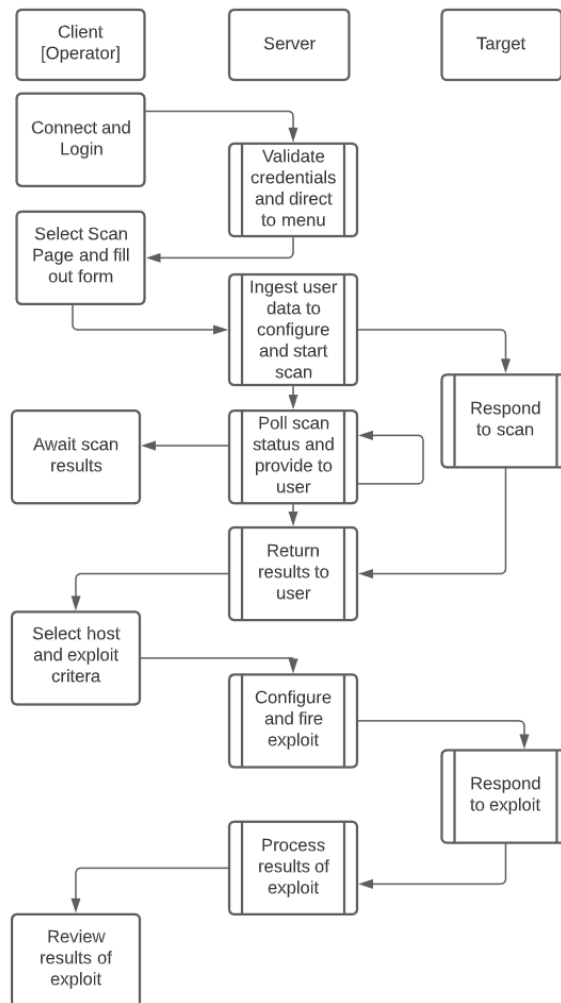 Client
[Operator]
Server
Target
Connect and
Login
Validate
credentials
and direct
to menu
Select Scan
Page and fill
out form
Ingest user
data to
configure
and start
scan
Respond
to scan
Poll scan
status and
provide to
user
Await scan
results
Return
results to
user
Select host
and exploit
critera
Configure
and fire
exploit
Respond
to exploit
Process
results of
exploit
Review
results of
exploit